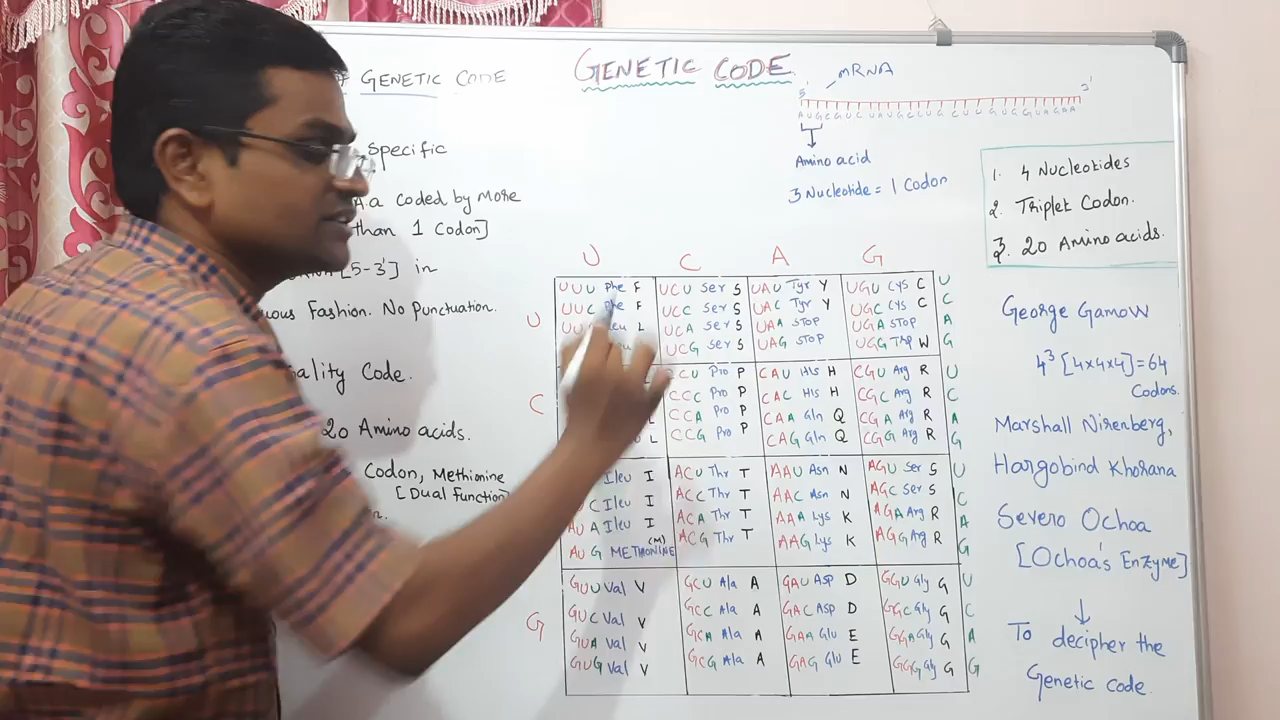 GENETIC CODE
GENETIC CODE
Specific
A.a Coded by More
than 1 Codon]
[5-3'] in
Fashion. No Punctuation.
Code.
20 Amino acids.
Codon, Methionine
[Dual Function]
mRNA
5'
3'
Amino acid
3 Nucleotide = 1 Codon
1. 4 Nucleotides
2. Triplet Codon.
3. 20 Amino acids.
U C A G
U
UUU Phe F UCU Ser S UAU Tyr Y UGU Cys C U
UUC Phe F UCC Ser S UAC Tyr Y UGC Cys C C
L UCA Ser S UAA STOP UGA STOP A
UCG Ser S UAG STOP UGG Trp W G
C
CCU Pro P CAU His H CGU Arg R U
CCC Pro P CAC His H CGC Arg R C
L CCA Pro P CAA Gln Q CGA Arg R A
L CCG Pro P CAG Gln Q CGG Arg R G
Ileu I ACU Thr T AAU Asn N AGU Ser S U
C Ileu I ACC Thr T AAC Asn N AGC Ser S C
AUA Ileu I ACA Thr T AAA Lys K AGA Arg R A
AUG METHIONINE (M) ACG Thr T AAG Lys K AGG Arg R G
G
GUU Val V GCU Ala A GAU Asp D GGU Gly G U
GUC Val V GCC Ala A GAC Asp D GGC Gly G C
GUA Val V GCA Ala A GAA Glu E GGA Gly G A
GUG Val V GCG Ala A GAG Glu E GGG Gly G G
George Gamow
4³ [4x4x4]=64
Codons.
Marshall Nirenberg,
Hargobind Khorana
Severo Ochoa
[Ochoa's Enzyme]
To decipher the
Genetic code.